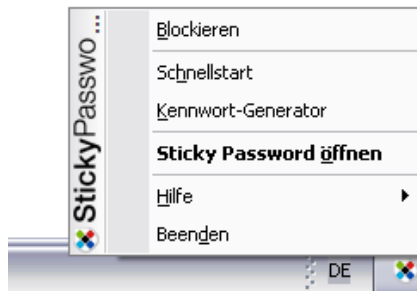 StickyPasswo...
Blockieren
Schnellstart
Kennwort-Generator
Sticky Password öffnen
Hilfe
Beenden
DE